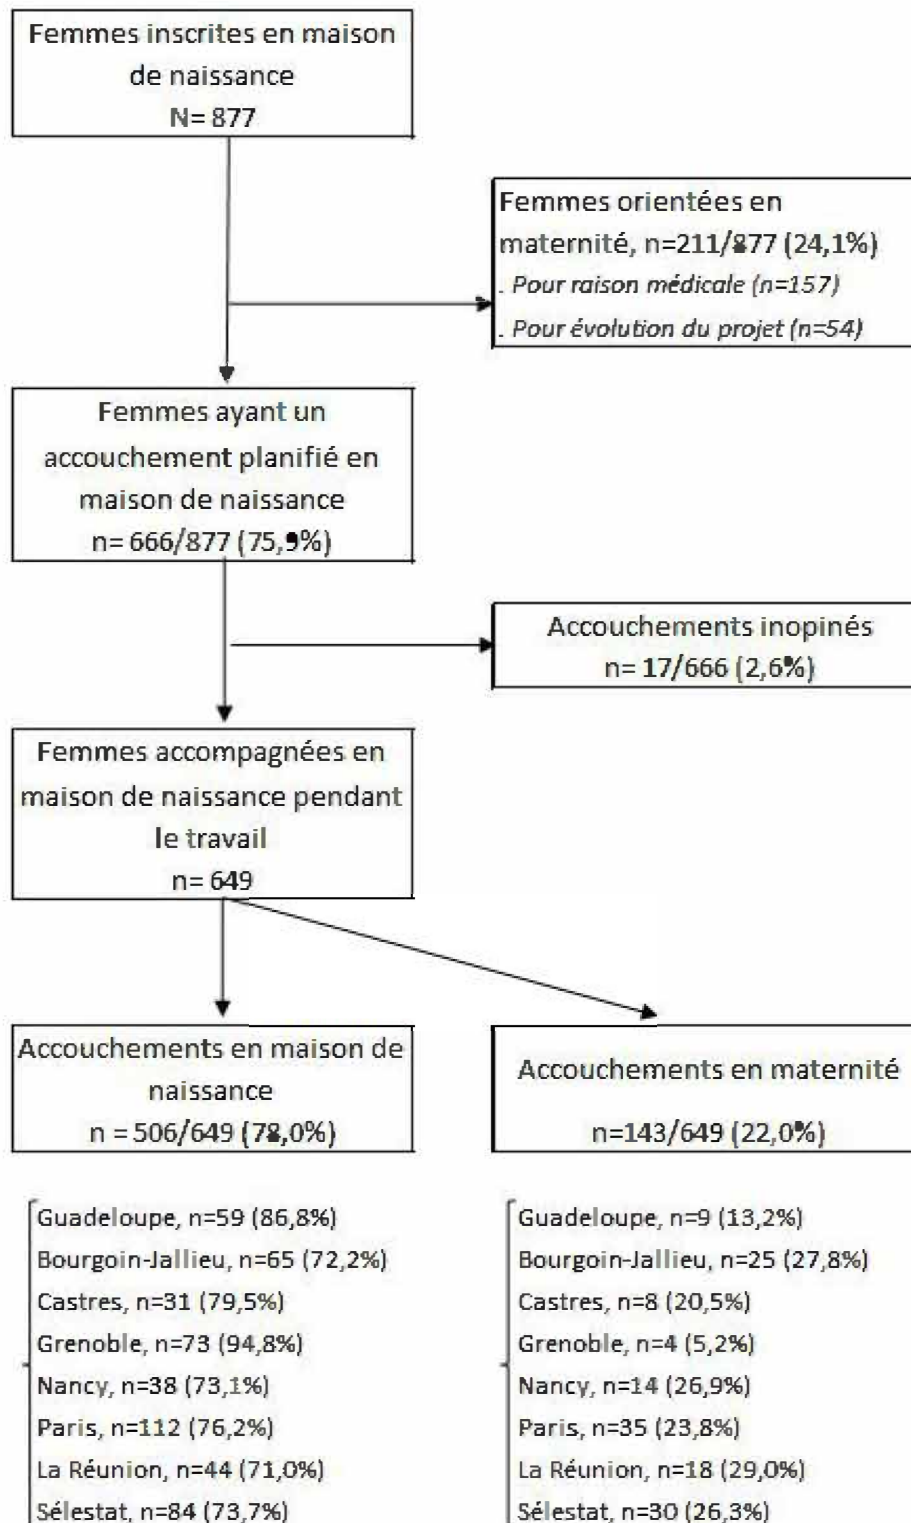 Femmes inscrites en maison
de naissance
N= 877
Femmes orientées en
maternité, n=211/877 (24,1%)
. Pour raison médicale (n=157)
. Pour évolution du projet (n=54)
Femmes ayant un
accouchement planifié en
maison de naissance
n= 666/877 (75,9%)
Accouchements inopinés
n= 17/666 (2,6%)
Femmes accompagnées en
maison de naissance pendant
le travail
n= 649
Accouchements en maison de
naissance
n = 506/649 (78,0%)
Accouchements en maternité
n=143/649 (22,0%)
Guadeloupe, n=59 (86,8%)
Bourgoin-Jallieu, n=65 (72,2%)
Castres, n=31 (79,5%)
Grenoble, n=73 (94,8%)
Nancy, n=38 (73,1%)
Paris, n=112 (76,2%)
La Réunion, n=44 (71,0%)
Sélestat, n=84 (73,7%)
Guadeloupe, n=9 (13,2%)
Bourgoin-Jallieu, n=25 (27,8%)
Castres, n=8 (20,5%)
Grenoble, n=4 (5,2%)
Nancy, n=14 (26,9%)
Paris, n=35 (23,8%)
La Réunion, n=18 (29,0%)
Sélestat, n=30 (26,3%)